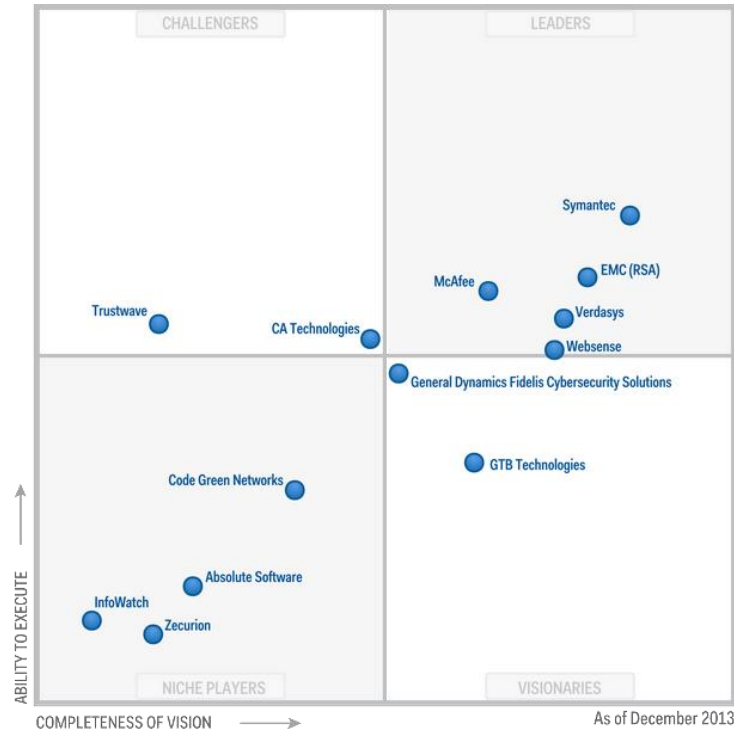 CHALLENGERS
LEADERS
Symantec
EMC (RSA)
McAfee
Verdasys
Trustwave
CA Technologies
Websense
General Dynamics Fidelis Cybersecurity Solutions
GTB Technologies
Code Green Networks
Absolute Software
InfoWatch
Zecurion
NICHE PLAYERS
VISIONARIES
ABILITY TO EXECUTE
COMPLETENESS OF VISION
As of December 2013